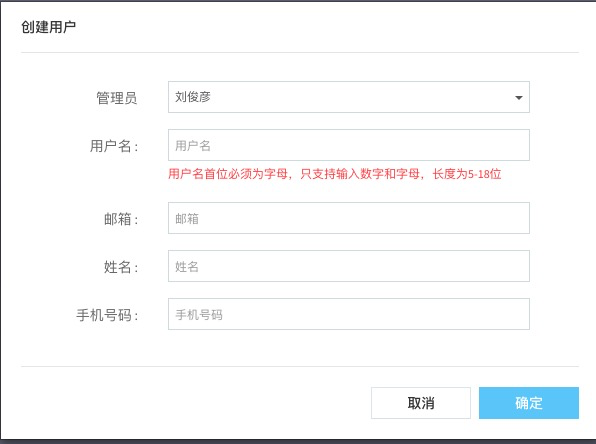 创建用户
管理员 刘俊彦
用户名： 用户名
用户名首位必须为字母，只支持输入数字和字母，长度为5-18位
邮箱： 邮箱
姓名： 姓名
手机号码： 手机号码
取消 确定